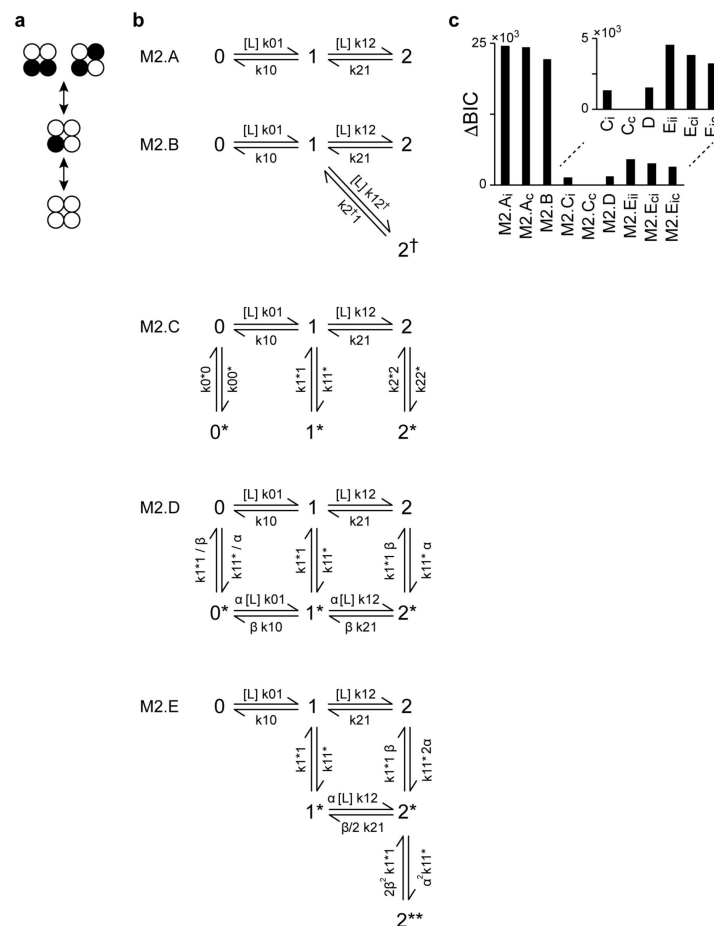 a
b
c
M2.A
0 [L] k01 1 [L] k12 2
k10 k21
M2.B
0 [L] k01 1 [L] k12 2
k10 k21
[L] k12†
k2†1
2†
M2.C
0 [L] k01 1 [L] k12 2
k10 k21
k0*0 k00* k1*1 k11* k2*2 k22*
0* 1* 2*
M2.D
0 [L] k01 1 [L] k12 2
k10 k21
k1*1 / β k11* / α k1*1 k11* k1*1 β k11* α
α [L] k01 α [L] k12
0* 1* 2*
β k10 β k21
M2.E
0 [L] k01 1 [L] k12 2
k10 k21
k1*1 k11* k1*1 β k11* 2α
α [L] k12
1* 2*
β/2 k21
2β² k1*1 α² k11*
2**
×10³
25
ΔBIC
0
M2.Ai M2.Ac M2.B M2.Ci M2.Cc M2.D M2.Eii M2.Eci M2.Eic
×10³
5
0
Ci Cc D Eii Eci Eic